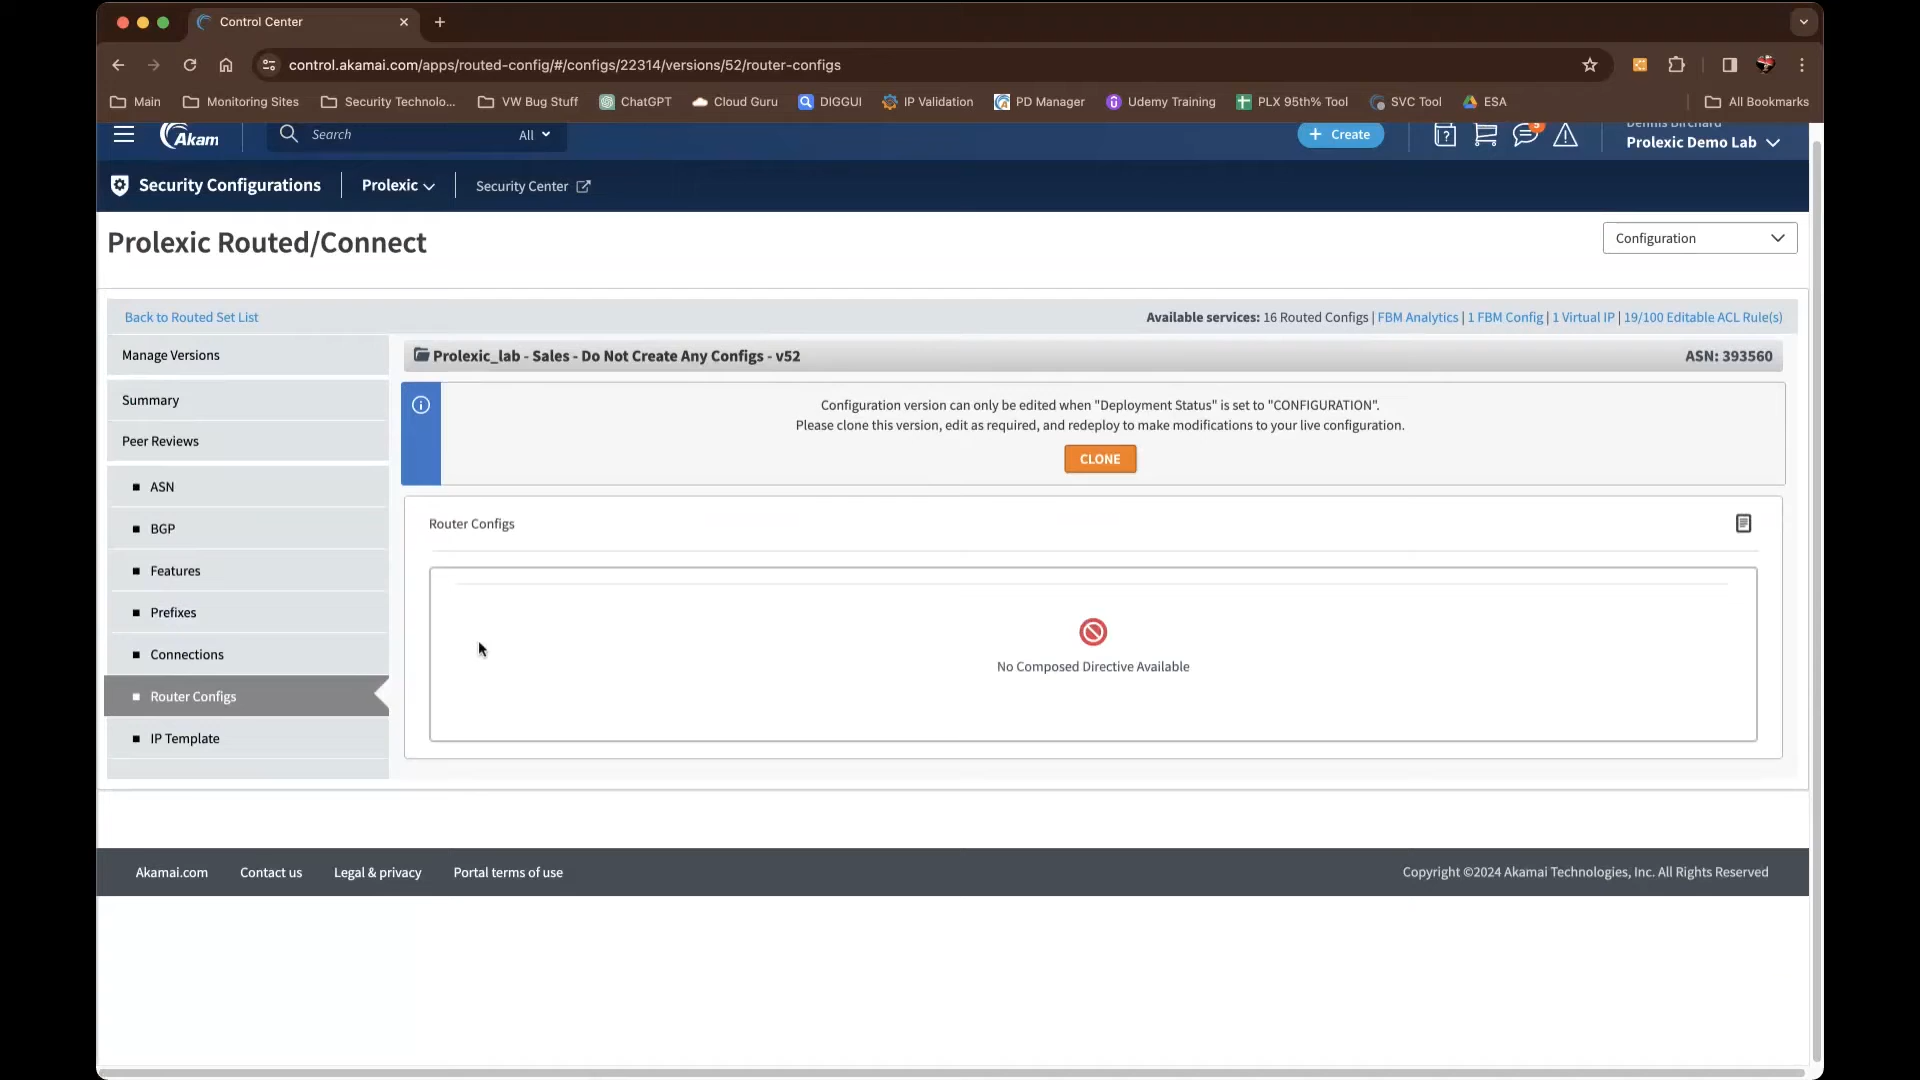 Control Center
control.akamai.com/apps/routed-config/#/configs/22314/versions/52/router-configs
Main
Monitoring Sites
Security Technolo...
VW Bug Stuff
ChatGPT
Cloud Guru
DIGGUI
IP Validation
PD Manager
Udemy Training
PLX 95th% Tool
SVC Tool
ESA
All Bookmarks
Akam
Search
All
+ Create
5
Dennis Birchard
Prolexic Demo Lab
Security Configurations
Prolexic
Security Center
Prolexic Routed/Connect
Configuration
Back to Routed Set List
Available services: 16 Routed Configs | FBM Analytics | 1 FBM Config | 1 Virtual IP | 19/100 Editable ACL Rule(s)
Manage Versions
Summary
Peer Reviews
ASN
BGP
Features
Prefixes
Connections
Router Configs
IP Template
Prolexic_lab - Sales - Do Not Create Any Configs - v52
ASN: 393560
Configuration version can only be edited when "Deployment Status" is set to "CONFIGURATION".
Please clone this version, edit as required, and redeploy to make modifications to your live configuration.
CLONE
Router Configs
No Composed Directive Available
Akamai.com
Contact us
Legal & privacy
Portal terms of use
Copyright ©2024 Akamai Technologies, Inc. All Rights Reserved